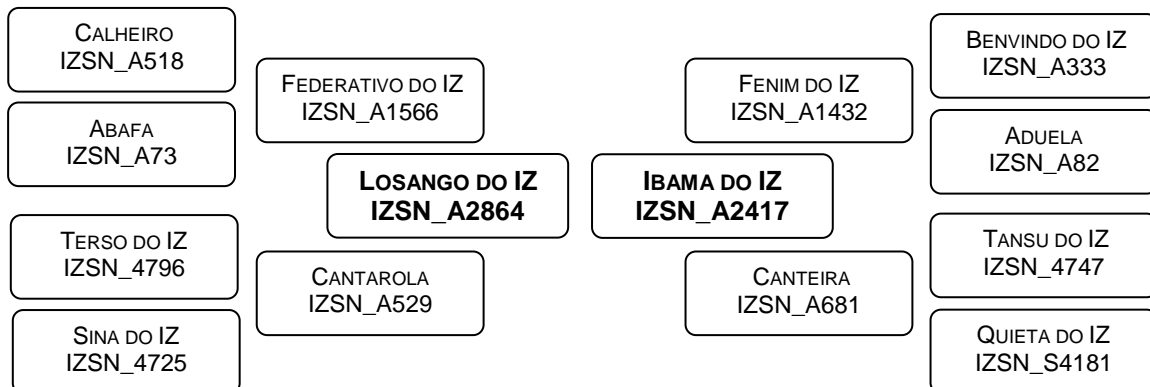 CALHEIRO
IZSN_A518
FEDERATIVO DO IZ
IZSN_A1566
ABAFA
IZSN_A73
LOSANGO DO IZ
IZSN_A2864
TERSO DO IZ
IZSN_4796
CANTAROLA
IZSN_A529
SINA DO IZ
IZSN_4725
BENVINDO DO IZ
IZSN_A333
FENIM DO IZ
IZSN_A1432
ADUELA
IZSN_A82
IBAMA DO IZ
IZSN_A2417
TANSU DO IZ
IZSN_4747
CANTEIRA
IZSN_A681
QUIETA DO IZ
IZSN_S4181